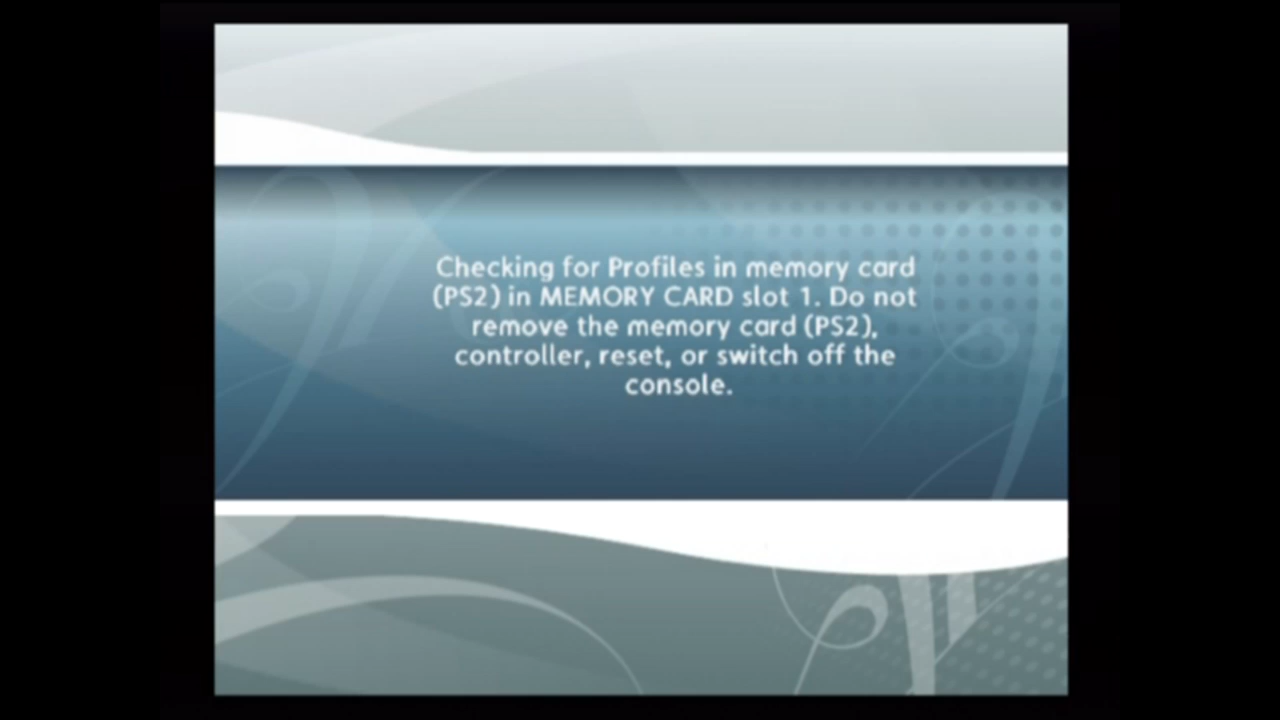 Checking for Profiles in memory card
(PS2) in MEMORY CARD slot 1. Do not
remove the memory card (PS2),
controller, reset, or switch off the
console.